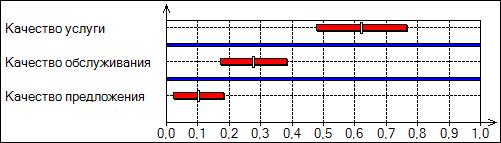 Качество услуги
Качество обслуживания
Качество предложения
0,0 0,1 0,2 0,3 0,4 0,5 0,6 0,7 0,8 0,9 1,0